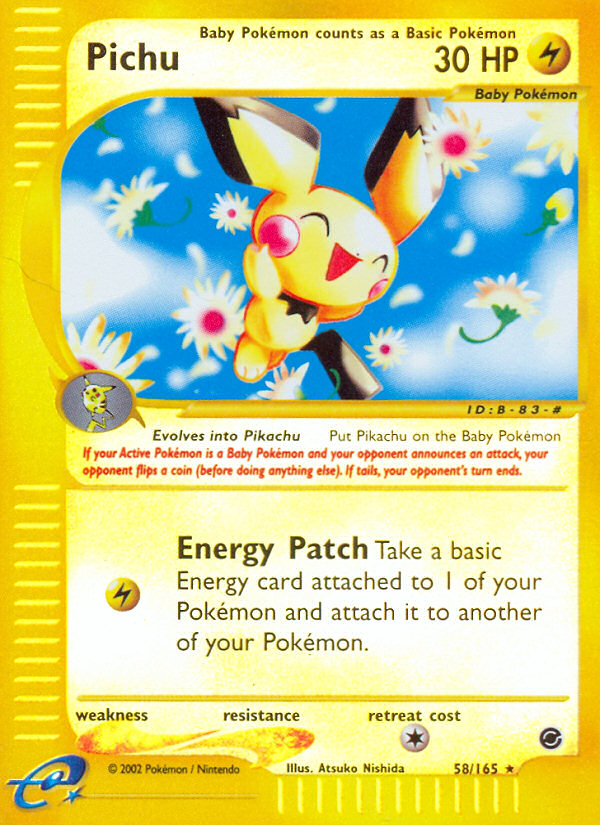 Baby Pokémon counts as a Basic Pokémon
Pichu
30 HP
Baby Pokémon
ID:B-83-#
Evolves into Pikachu Put Pikachu on the Baby Pokémon
If your Active Pokémon is a Baby Pokémon and your opponent announces an attack, your
opponent flips a coin (before doing anything else). If tails, your opponent's turn ends.
Energy Patch Take a basic
Energy card attached to 1 of your
Pokémon and attach it to another
of your Pokémon.
weakness resistance retreat cost
© 2002 Pokémon / Nintendo Illus. Atsuko Nishida 58/165 ★
e